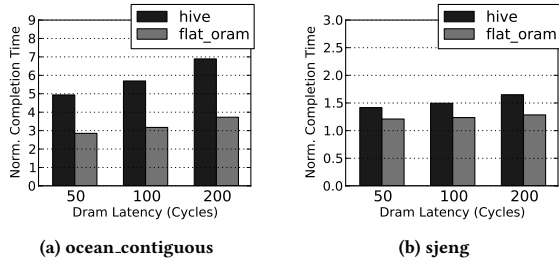 hive
flat_oram
Norm. Completion Time
9
8
7
6
5
4
3
2
1
0
50 100 200
Dram Latency (Cycles)
(a) ocean_contiguous
hive
flat_oram
Norm. Completion Time
3.0
2.5
2.0
1.5
1.0
0.5
0.0
50 100 200
Dram Latency (Cycles)
(b) sjeng